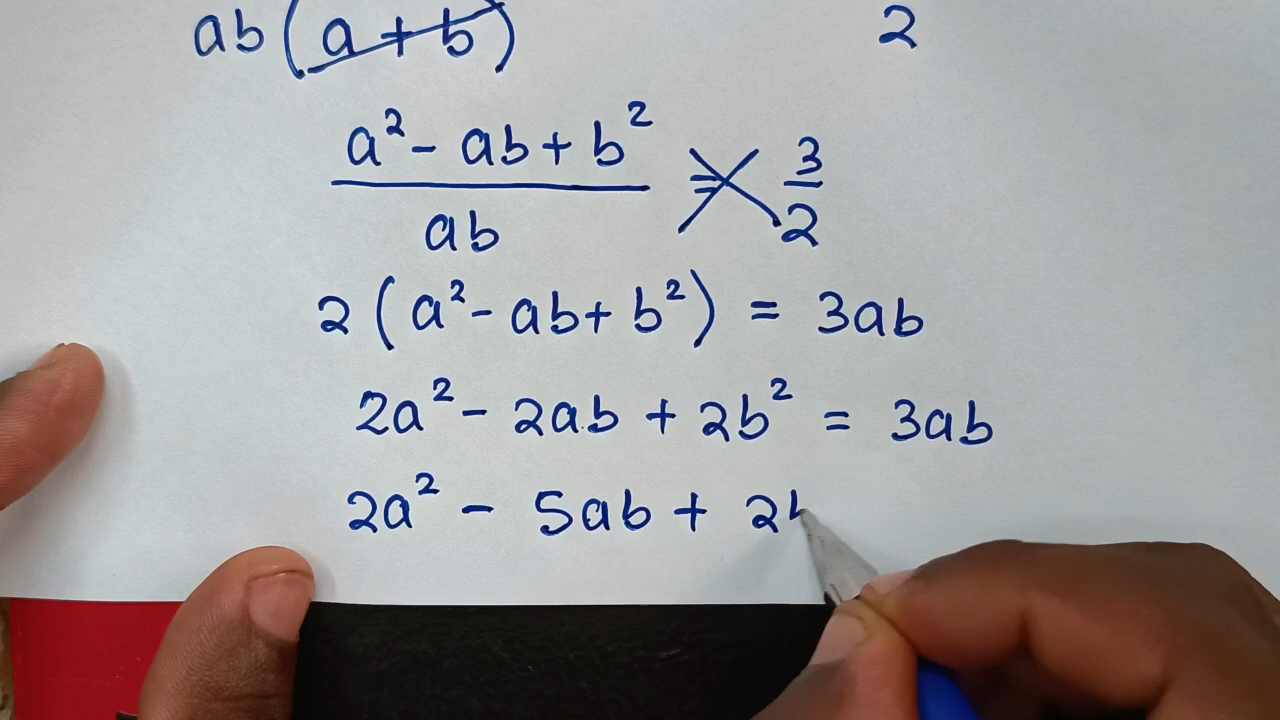 ab(a+b) 2
a² - ab + b² / ab = 3/2
2(a² - ab + b²) = 3ab
2a² - 2ab + 2b² = 3ab
2a² - 5ab + 2